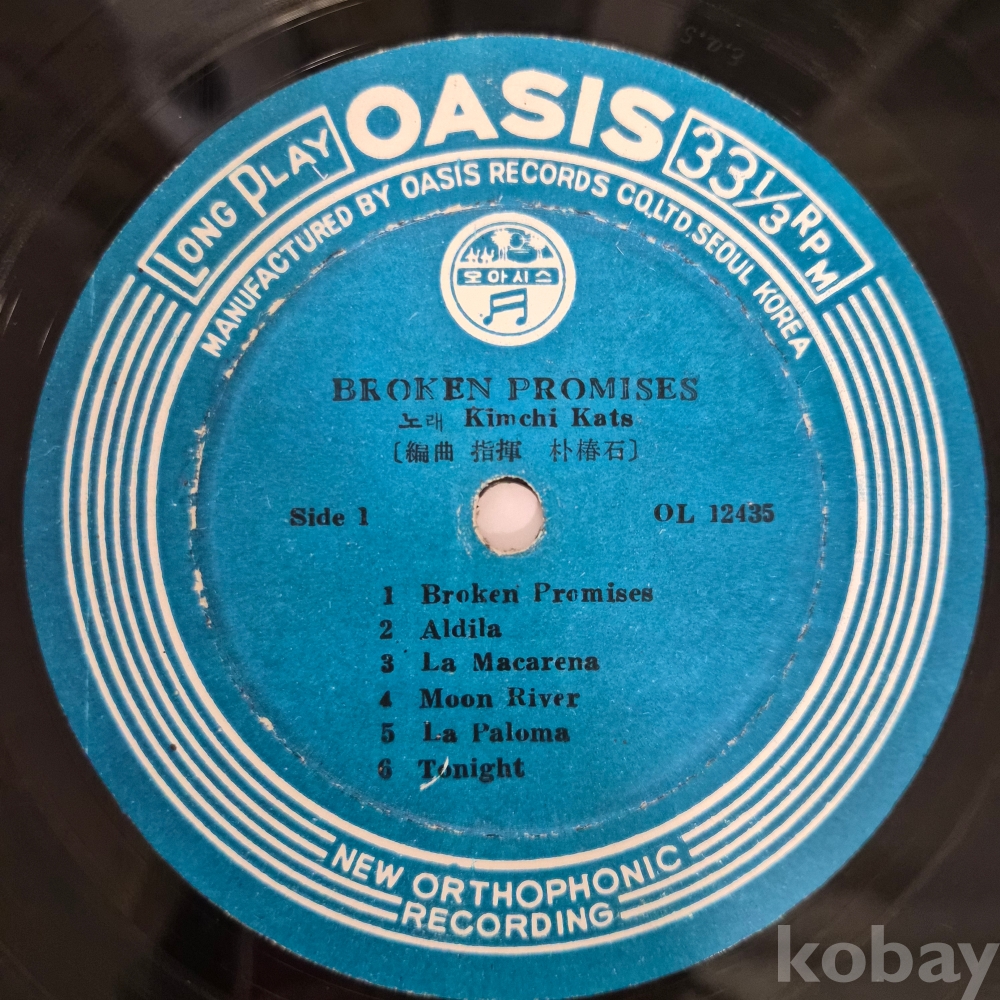 LONG PLAY OASIS 33 1/3 RPM
MANUFACTURED BY OASIS RECORDS CO,LTD.SEOUL KOREA
오아시스
BROKEN PROMISES
노래 Kimchi Kats
〔編曲 指揮 朴椿石〕
Side 1 OL 12435
1 Broken Promises
2 Aldila
3 La Macarena
4 Moon River
5 La Paloma
6 Tonight
NEW ORTHOPHONIC
RECORDING
kobay